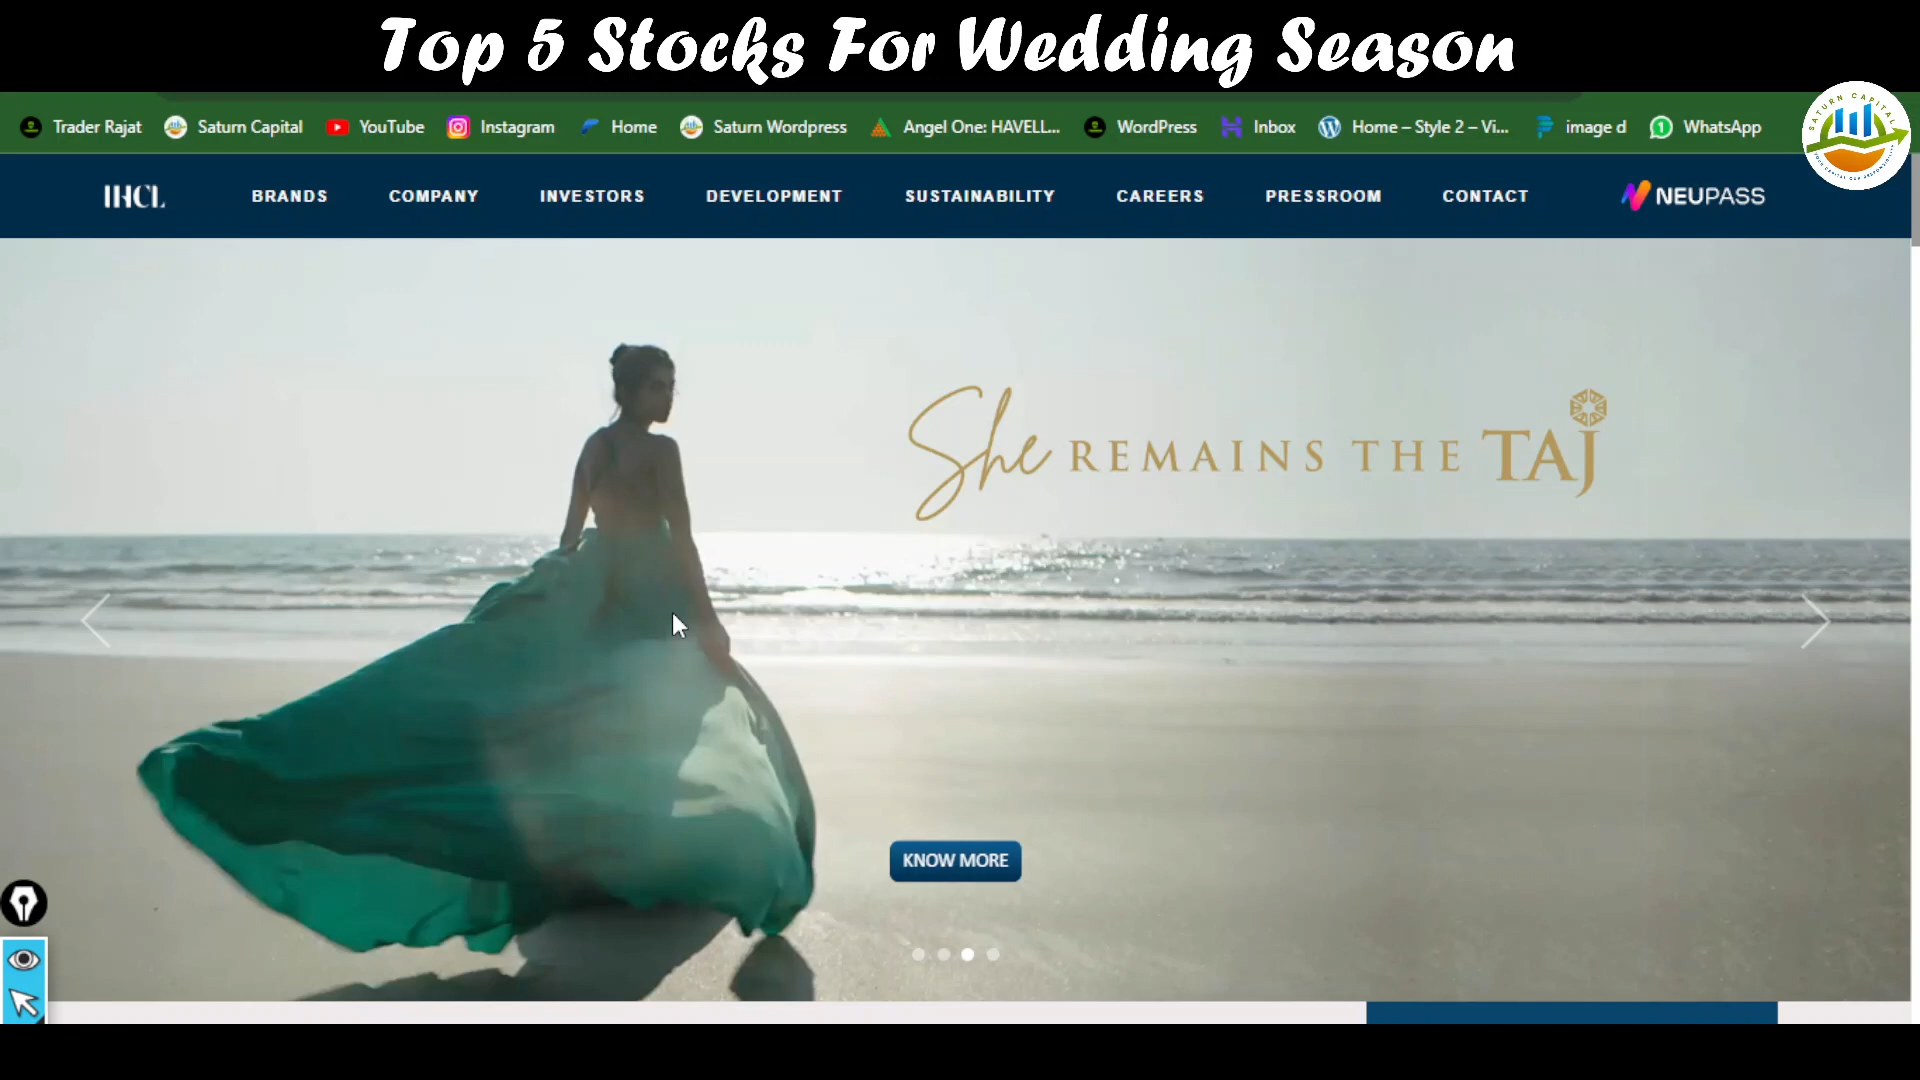 Top 5 Stocks For Wedding Season
Trader Rajat Saturn Capital YouTube Instagram Home Saturn Wordpress Angel One: HAVELL... WordPress Inbox Home – Style 2 – Vi... image d WhatsApp
SATURN CAPITAL
IHCL BRANDS COMPANY INVESTORS DEVELOPMENT SUSTAINABILITY CAREERS PRESSROOM CONTACT NEUPASS
She REMAINS THE TAJ
KNOW MORE